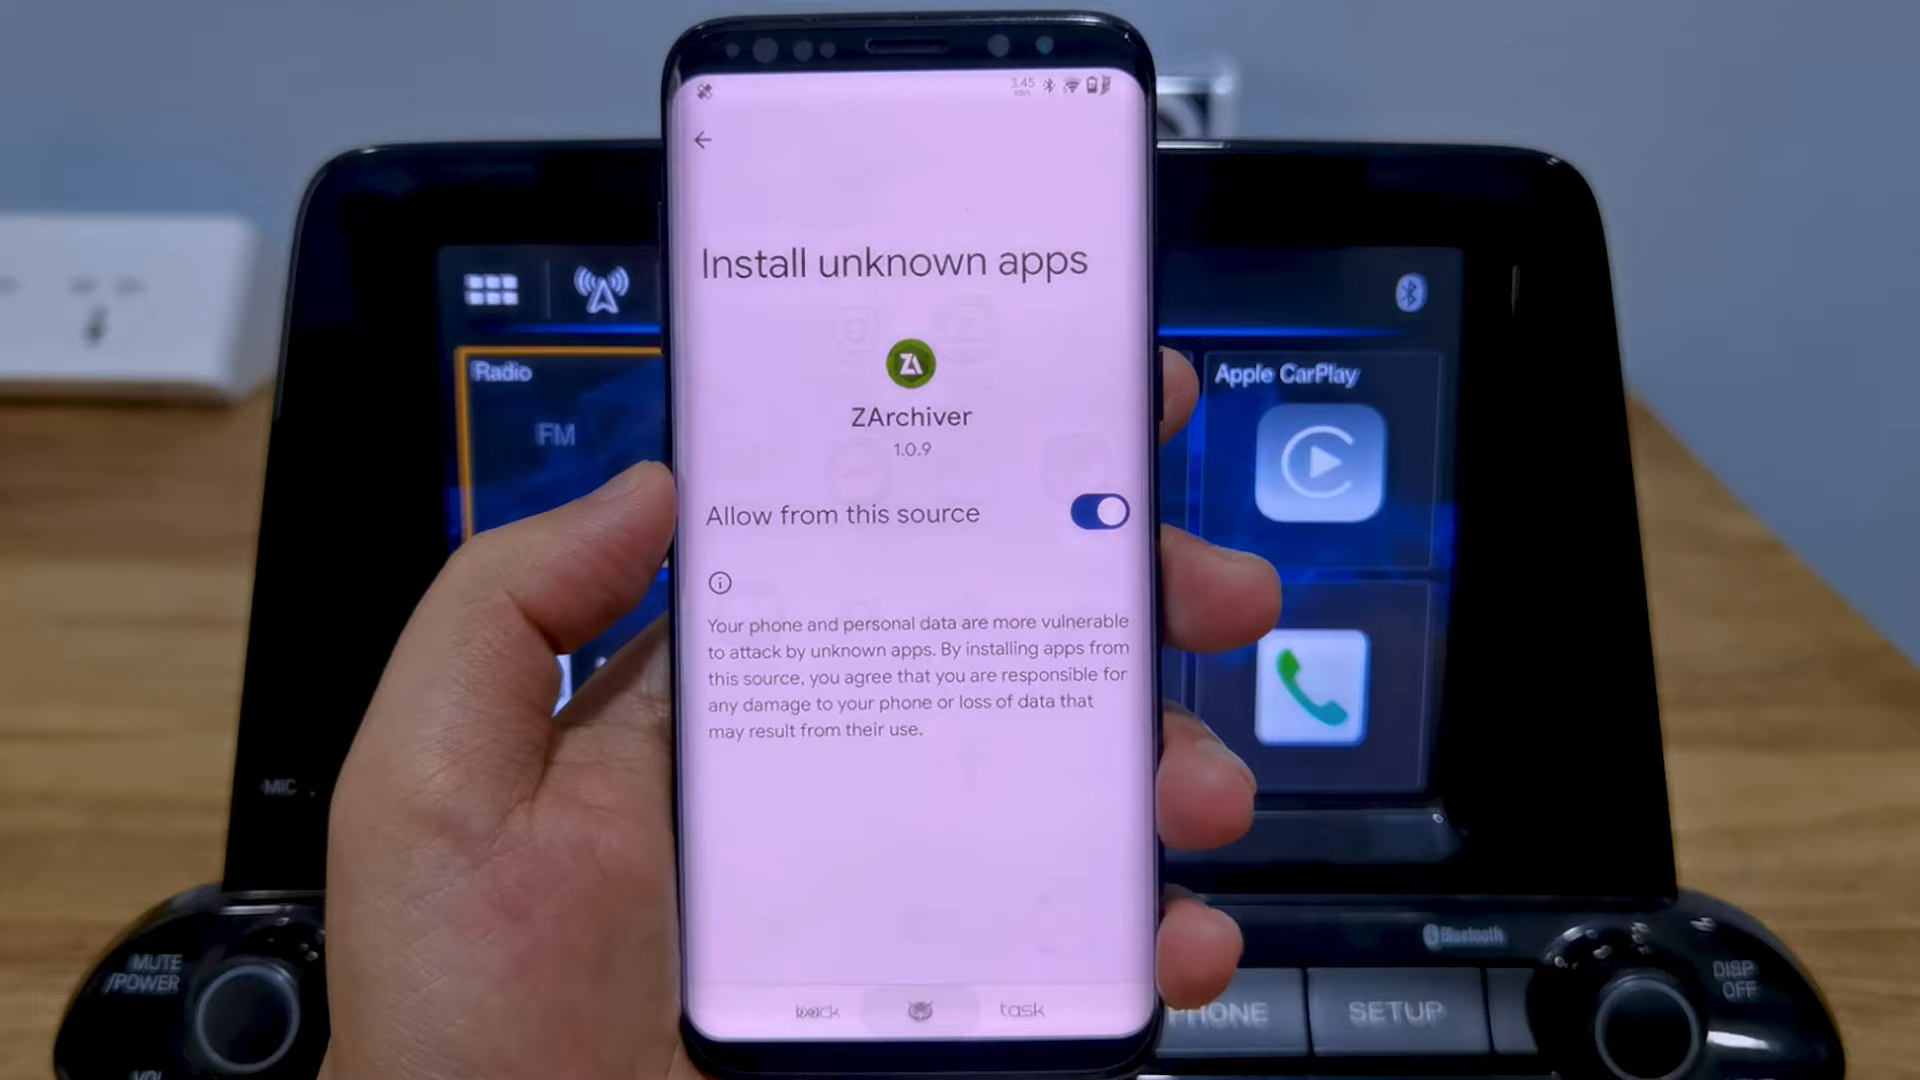 3.45
Install unknown apps
Radio
Apple CarPlay
FM
ZA
ZArchiver
1.0.9
Allow from this source
Your phone and personal data are more vulnerable
to attack by unknown apps. By installing apps from
this source, you agree that you are responsible for
any damage to your phone or loss of data that
may result from their use.
MIC
Bluetooth
MUTE
/POWER
DISP
OFF
back
task
PHONE
SETUP
VOL